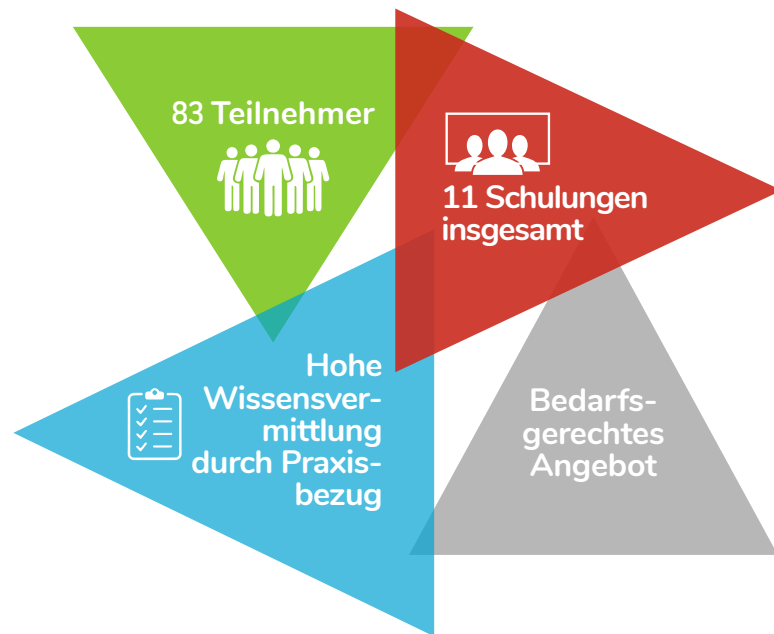 83 Teilnehmer
11 Schulungen
insgesamt
Hohe
Wissensver-
mittlung
durch Praxis-
bezug
Bedarfs-
gerechtes
Angebot